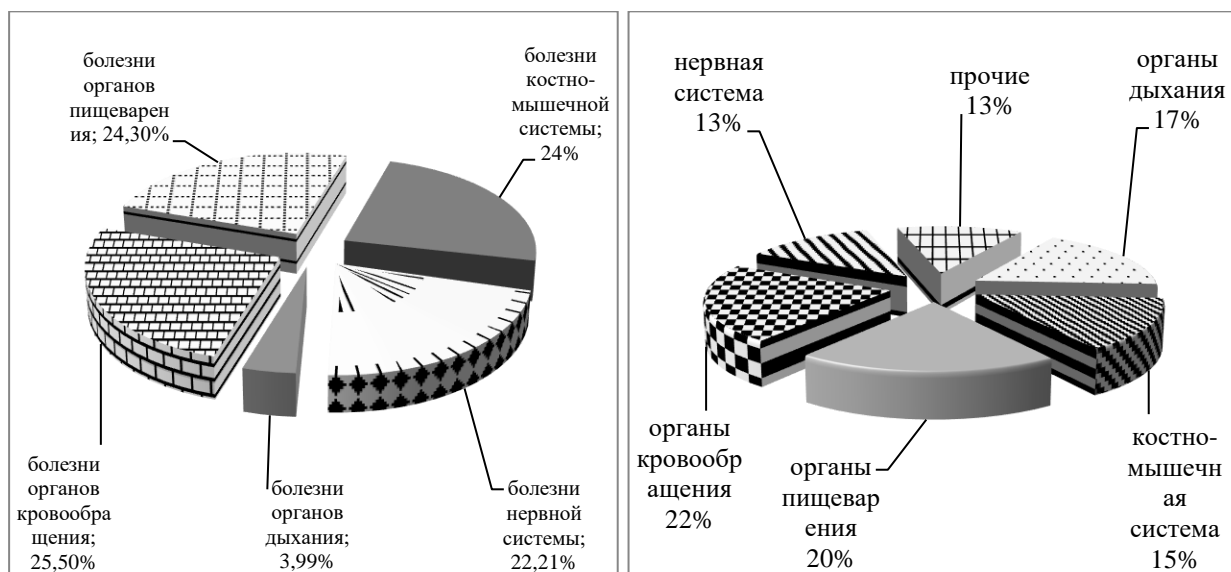 болезни
органов
пищеварен
ия; 24,30%
болезни
костно-
мышечной
системы;
24%
болезни
органов
кровообра
щения;
25,50%
болезни
органов
дыхания;
3,99%
болезни
нервной
системы;
22,21%
нервная
система
13%
прочие
13%
органы
дыхания
17%
органы
кровообр
ащения
22%
органы
пищевар
ения
20%
костно-
мышечн
ая
система
15%